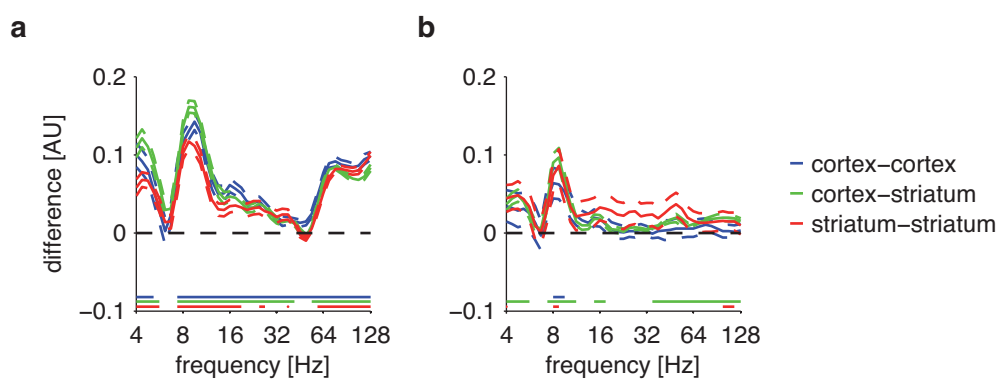 a
b
0.2
0.1
0
−0.1
difference [AU]
4 8 16 32 64 128
frequency [Hz]
0.2
0.1
0
−0.1
4 8 16 32 64 128
frequency [Hz]
cortex−cortex
cortex−striatum
striatum−striatum